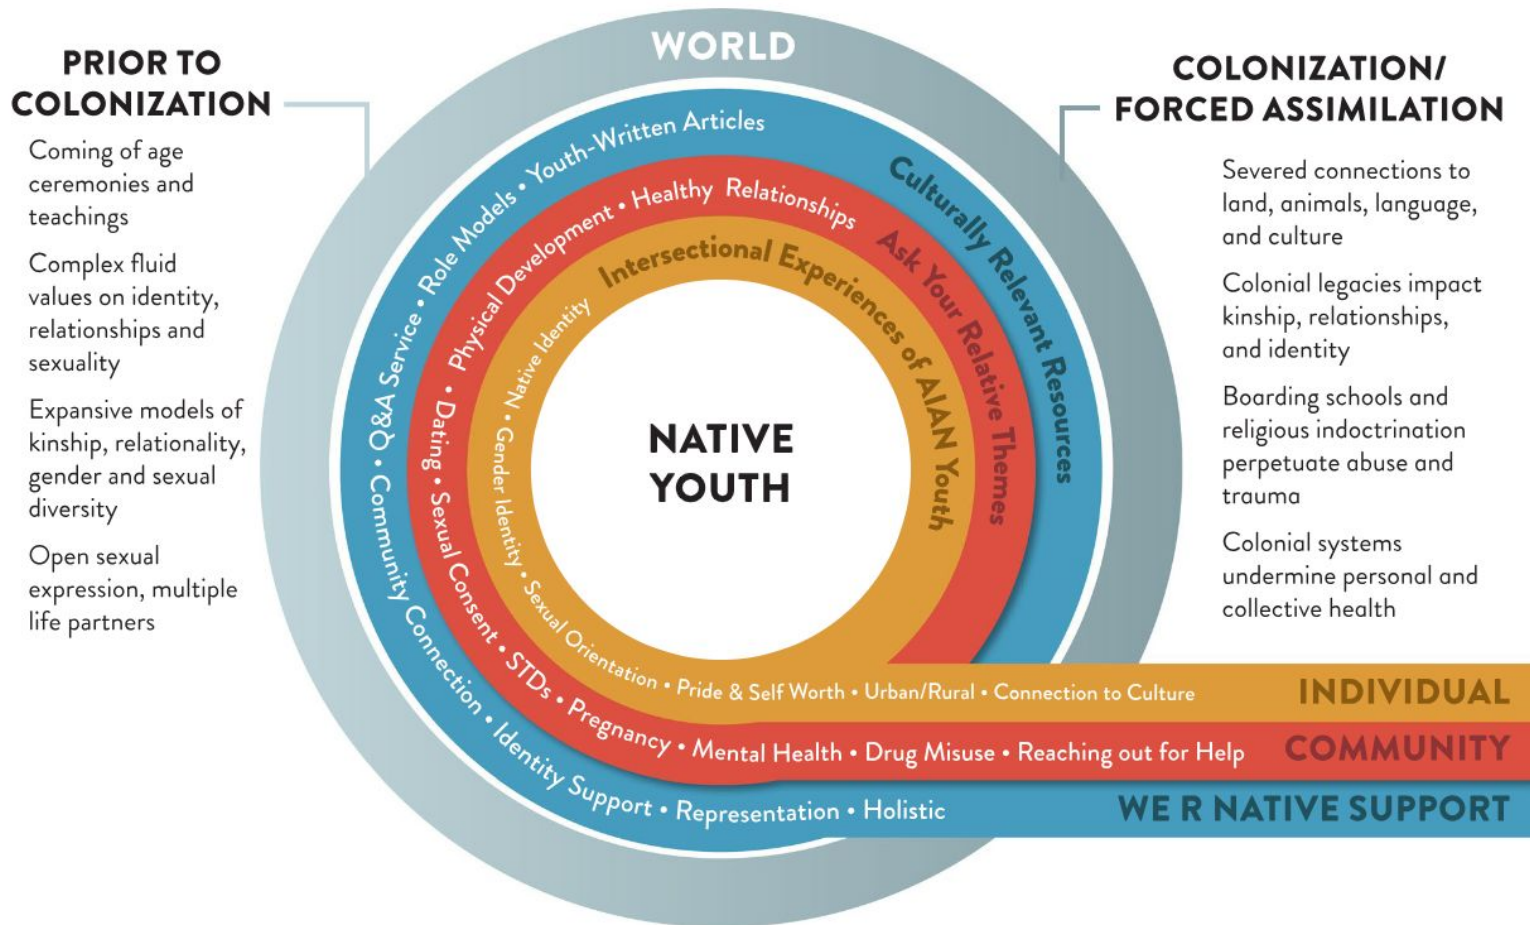 WORLD
PRIOR TO
COLONIZATION
Coming of age
ceremonies and
teachings
Complex fluid
values on identity,
relationships and
sexuality
Expansive models of
kinship, relationality,
gender and sexual
diversity
Open sexual
expression, multiple
life partners
COLONIZATION/
FORCED ASSIMILATION
Severed connections to
land, animals, language,
and culture
Colonial legacies impact
kinship, relationships,
and identity
Boarding schools and
religious indoctrination
perpetuate abuse and
trauma
Colonial systems
undermine personal and
collective health
Culturally Relevant Resources
Youth-Written Articles • Role Models • Q&A Service • Community Connection • Identity Support • Representation • Holistic
WE R NATIVE SUPPORT
Ask Your Relative Themes
Healthy Relationships • Physical Development • Dating • Sexual Consent • STDs • Pregnancy • Mental Health • Drug Misuse • Reaching out for Help
COMMUNITY
Intersectional Experiences of AIAN Youth
Native Identity • Gender Identity • Sexual Orientation • Pride & Self Worth • Urban/Rural • Connection to Culture
INDIVIDUAL
NATIVE
YOUTH